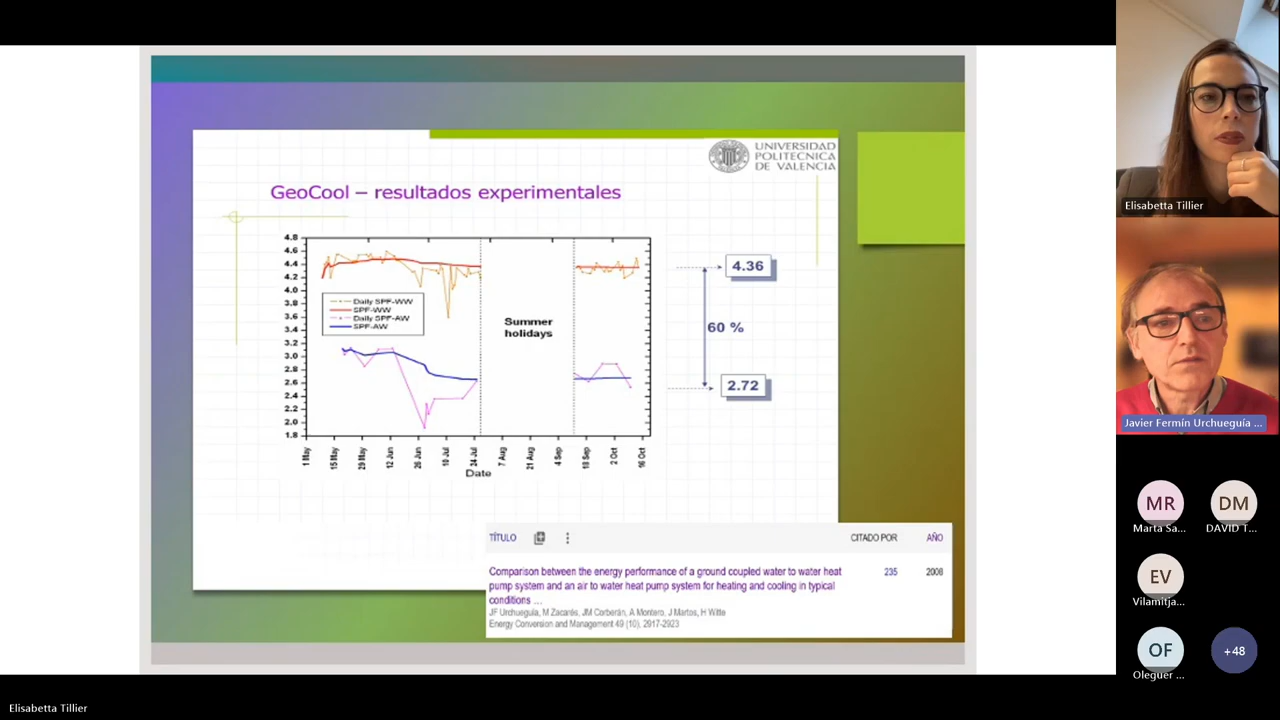 UNIVERSIDAD
POLITECNICA
DE VALENCIA
GeoCool – resultados experimentales
4.8
4.6
4.4
4.2
4.0
3.8
3.6
3.4
3.2
3.0
2.8
2.6
2.4
2.2
2.0
1.8
Daily SPF-WW
SPF-WW
Daily SPF-AW
SPF-AW
Summer
holidays
4.36
60 %
2.72
1 May
15 May
29 May
12 Jun
26 Jun
10 Jul
24 Jul
7 Aug
21 Aug
4 Sep
18 Sep
2 Oct
16 Oct
Date
TÍTULO
CITADO POR
AÑO
Comparison between the energy performance of a ground coupled water to water heat
pump system and an air to water heat pump system for heating and cooling in typical
conditions ...
235
2008
JF Urchueguía, M Zacarés, JM Corberán, A Montero, J Martos, H Witte
Energy Conversion and Management 49 (10), 2917-2923
Elisabetta Tillier
Javier Fermín Urchueguía ...
MR
Marta Sa...
DM
DAVID T...
EV
Vilamitja...
OF
Oleguer ...
+48
Elisabetta Tillier